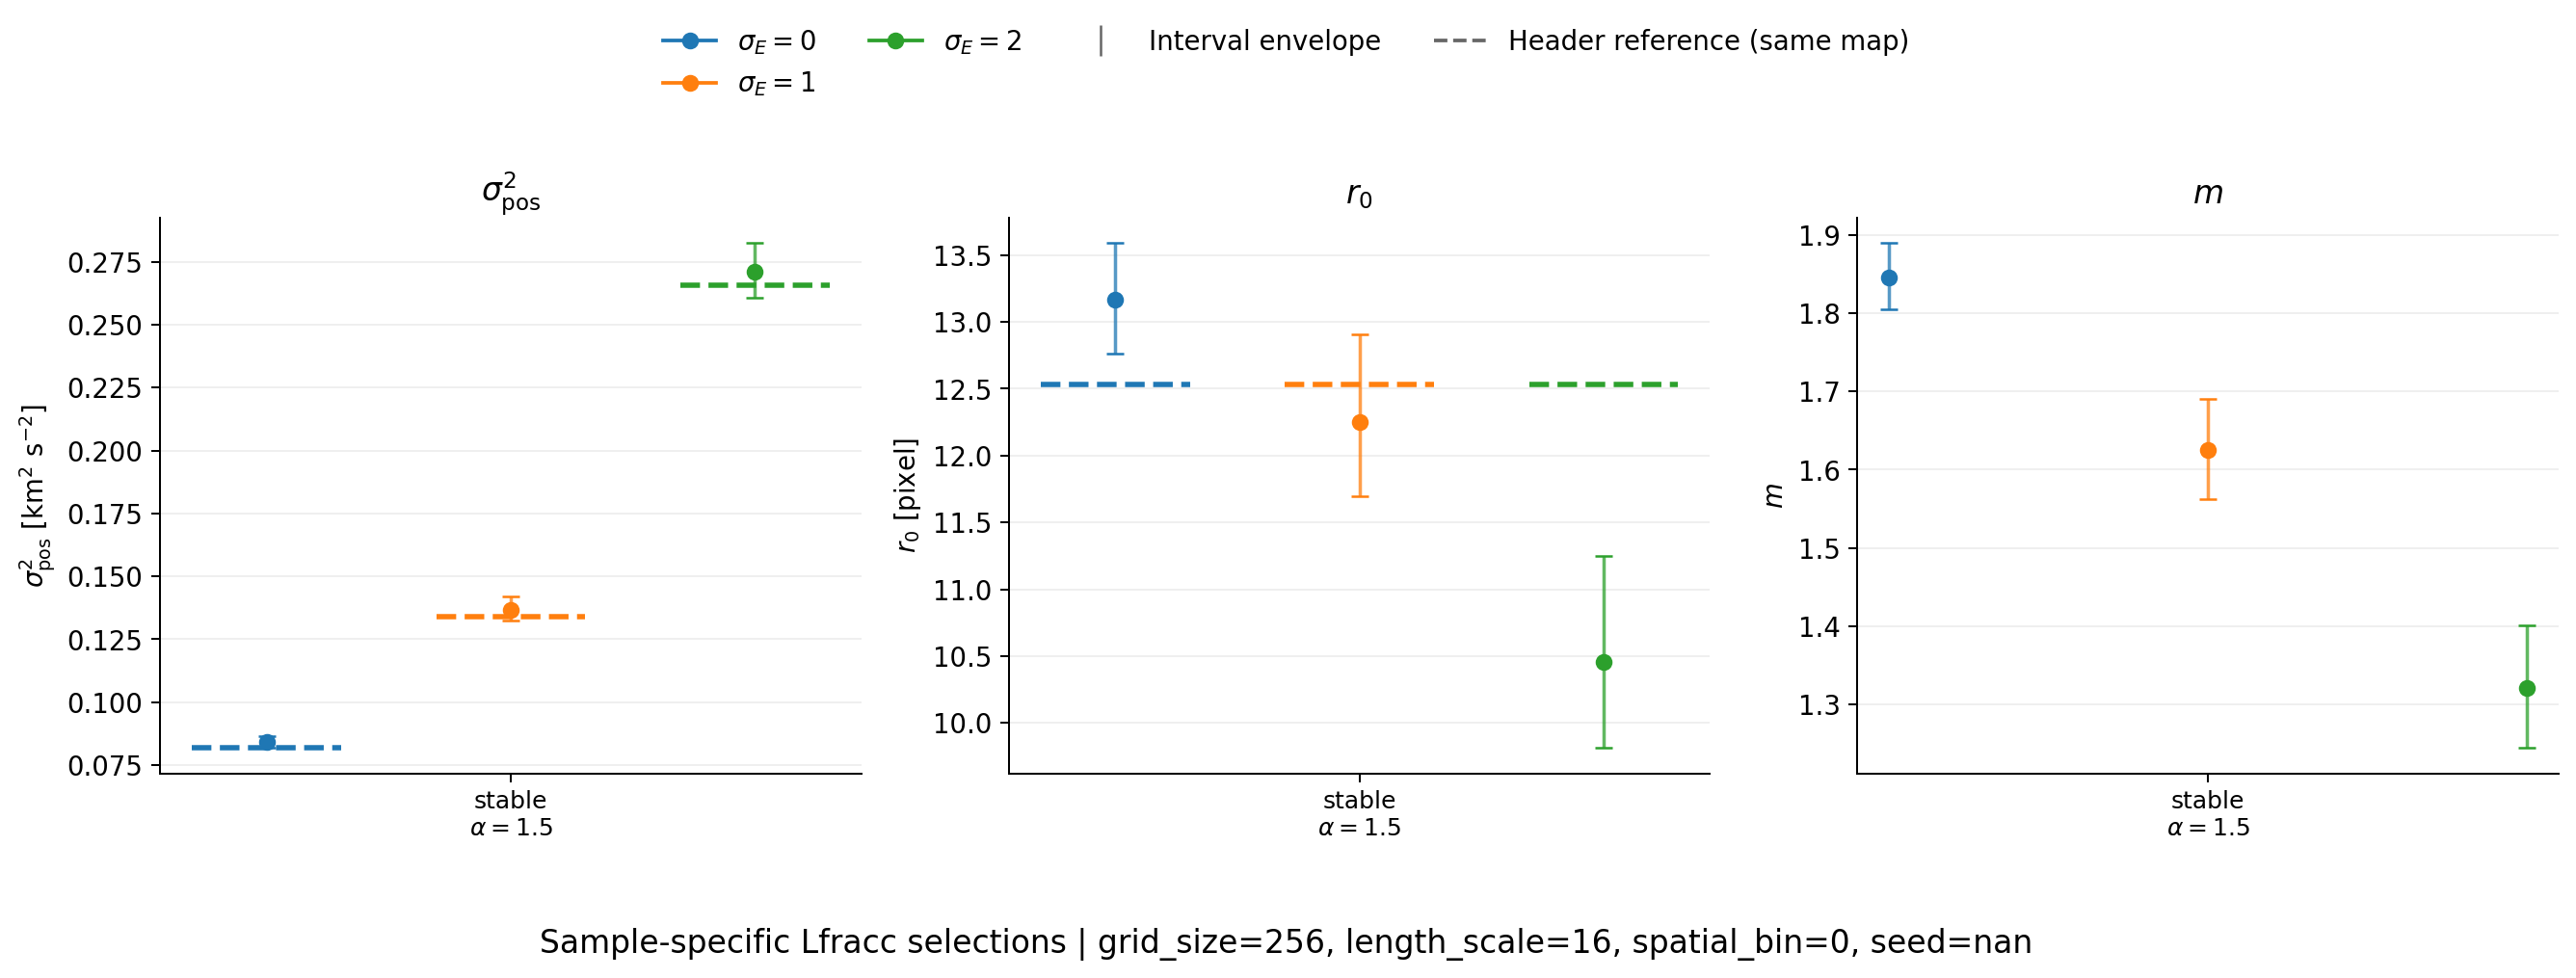 σ_E = 0
σ_E = 2
Interval envelope
Header reference (same map)
σ_E = 1
σ²_pos
r₀
m
σ²_pos [km² s⁻²]
0.275
0.250
0.225
0.200
0.175
0.150
0.125
0.100
0.075
stable
α = 1.5
r₀ [pixel]
13.5
13.0
12.5
12.0
11.5
11.0
10.5
10.0
stable
α = 1.5
m
1.9
1.8
1.7
1.6
1.5
1.4
1.3
stable
α = 1.5
Sample-specific Lfracc selections | grid_size=256, length_scale=16, spatial_bin=0, seed=nan